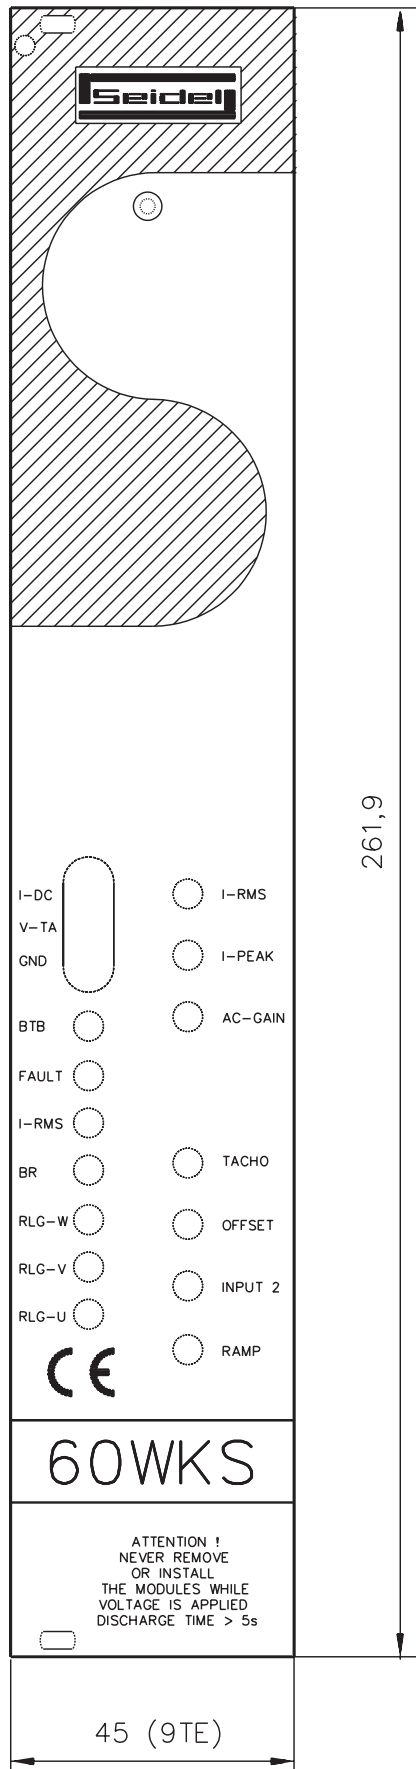 Seidel
261,9
I-DC
V-TA
GND
BTB
FAULT
I-RMS
BR
RLG-W
RLG-V
RLG-U
I-RMS
I-PEAK
AC-GAIN
TACHO
OFFSET
INPUT 2
RAMP
CE
60WKS
ATTENTION !
NEVER REMOVE
OR INSTALL
THE MODULES WHILE
VOLTAGE IS APPLIED
DISCHARGE TIME > 5s
45 (9TE)